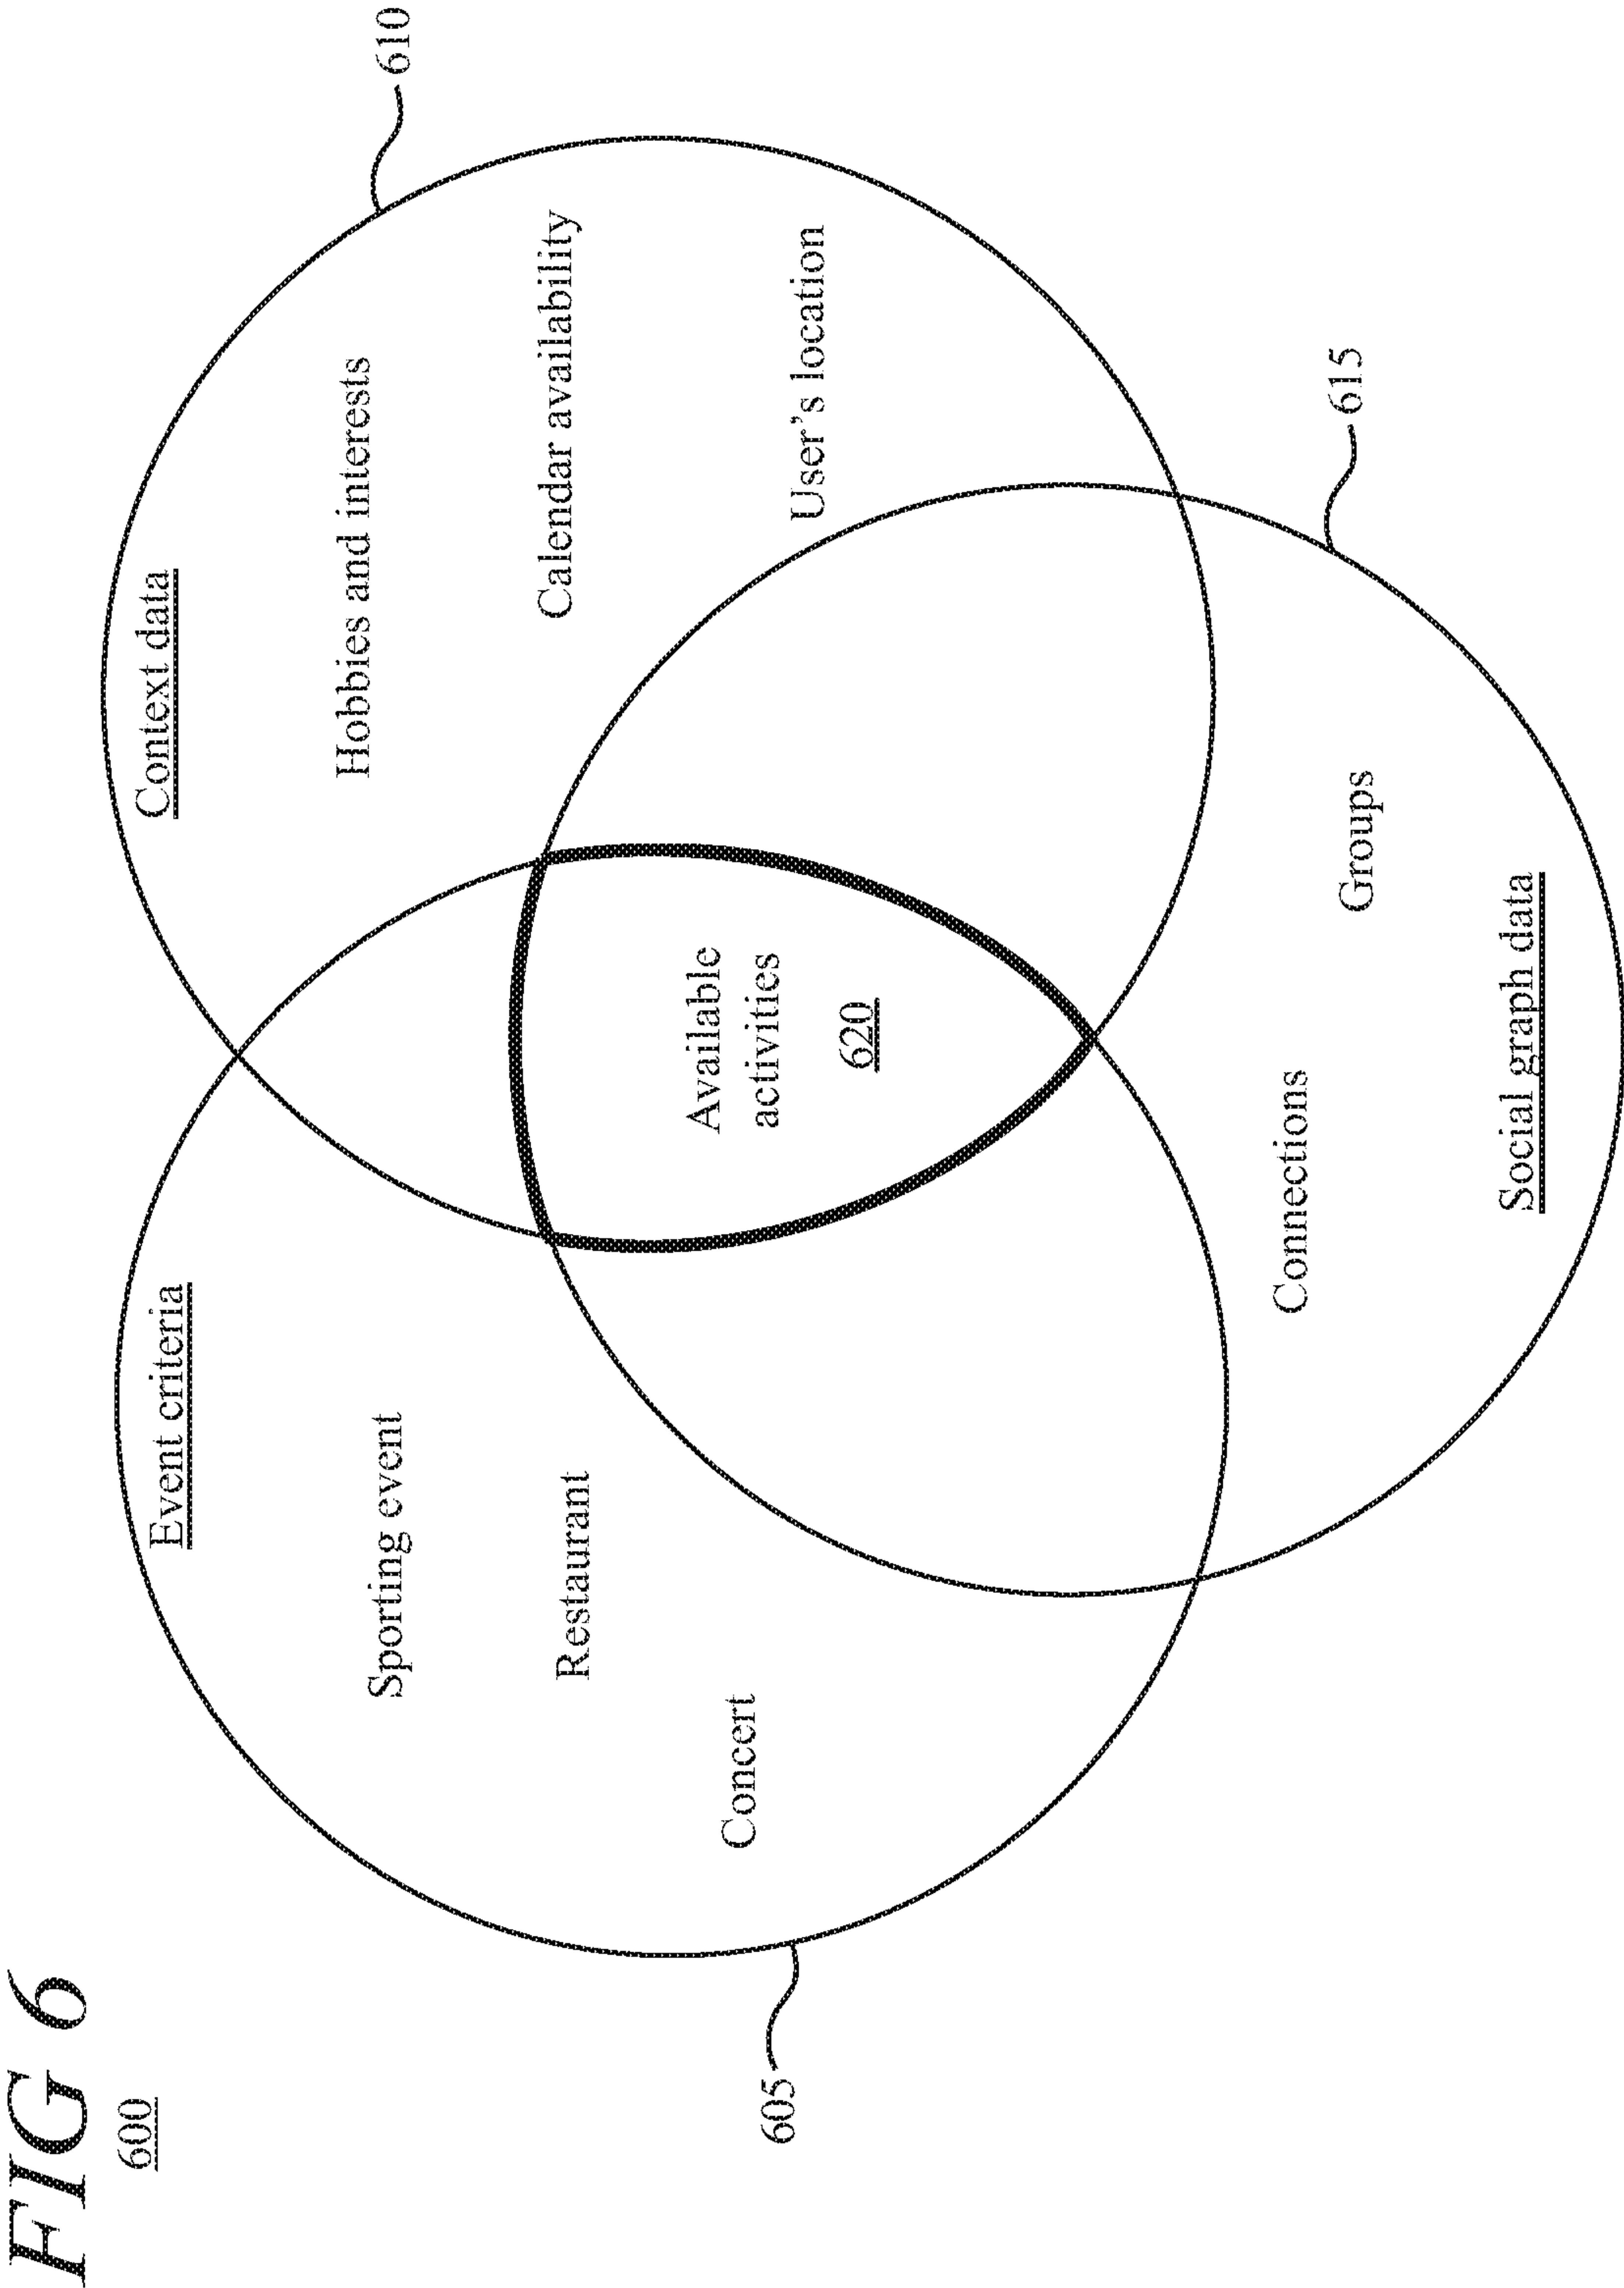 FIG 6
600
Event criteria
Sporting event
Restaurant
Concert
605
Context data
Hobbies and interests
Calendar availability
User's location
610
Available
activities
620
Connections
Groups
Social graph data
615